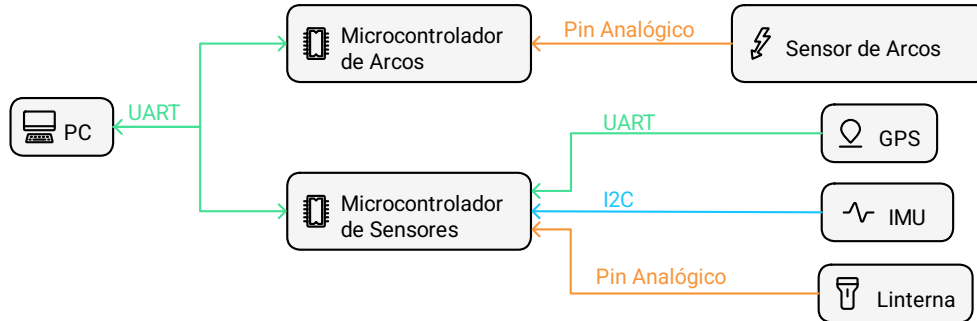 Microcontrolador
de Arcos
Pin Analógico
Sensor de Arcos
PC
UART
UART
GPS
Microcontrolador
de Sensores
I2C
IMU
Pin Analógico
Linterna